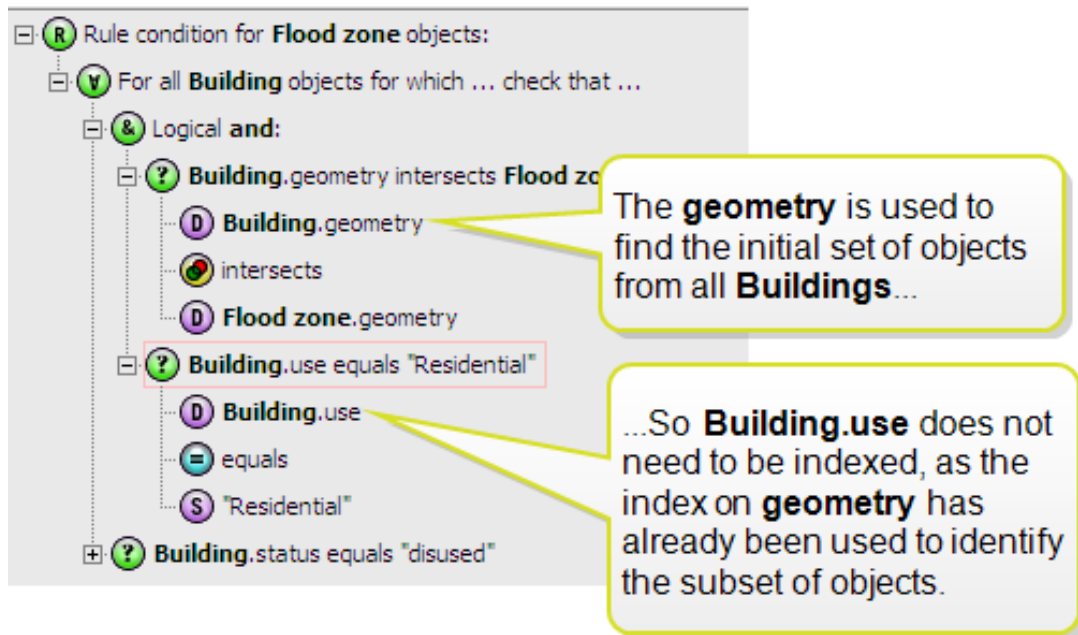 R Rule condition for Flood zone objects:
∀ For all Building objects for which ... check that ...
& Logical and:
? Building.geometry intersects Flood
D Building.geometry
intersects
D Flood zone.geometry
? Building.use equals "Residential"
D Building.use
= equals
S "Residential"
? Building.status equals "disused"
The geometry is used to
find the initial set of objects
from all Buildings...
...So Building.use does not
need to be indexed, as the
index on geometry has
already been used to identify
the subset of objects.